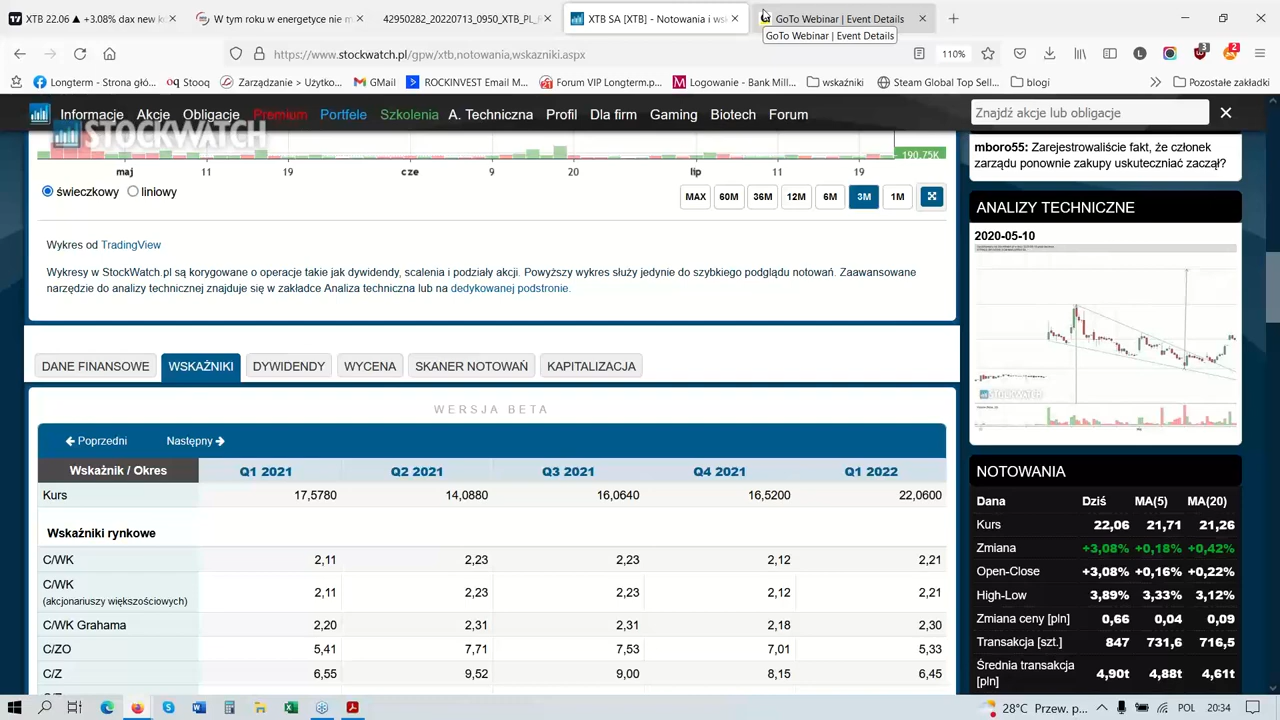 XTB 22.06 ▲ +3.08% dax new ko
W tym roku w energetyce nie m
42950282_20220713_0950_XTB_PL_F
XTB SA [XTB] - Notowania i wsk
GoTo Webinar | Event Details
GoTo Webinar | Event Details
https://www.stockwatch.pl/gpw/xtb,notowania,wskazniki.aspx
110%
Longterm - Strona głó...
Stooq
Zarządzanie > Użytko...
GMail
ROCKINVEST Email M...
Forum VIP Longterm.p...
Logowanie - Bank Mill...
wskaźniki
Steam Global Top Sell...
blogi
Pozostałe zakładki
Informacje Akcje Obligacje Premium Portfele Szkolenia A. Techniczna Profil Dla firm Gaming Biotech Forum
Znajdź akcje lub obligacje
STOCKWATCH
190.75K
maj 11 19 cze 9 20 lip 11 19
świeczkowy liniowy
MAX 60M 36M 12M 6M 3M 1M
Wykres od TradingView
Wykresy w StockWatch.pl są korygowane o operacje takie jak dywidendy, scalenia i podziały akcji. Powyższy wykres służy jedynie do szybkiego podglądu notowań. Zaawansowane
narzędzie do analizy technicznej znajduje się w zakładce Analiza techniczna lub na dedykowanej podstronie.
DANE FINANSOWE WSKAŹNIKI DYWIDENDY WYCENA SKANER NOTOWAŃ KAPITALIZACJA
WERSJA BETA
Poprzedni Następny
Wskaźnik / Okres Q1 2021 Q2 2021 Q3 2021 Q4 2021 Q1 2022
Kurs 17,5780 14,0880 16,0640 16,5200 22,0600
Wskaźniki rynkowe
C/WK 2,11 2,23 2,23 2,12 2,21
C/WK
(akcjonariuszy większościowych) 2,11 2,23 2,23 2,12 2,21
C/WK Grahama 2,20 2,31 2,31 2,18 2,30
C/ZO 5,41 7,71 7,53 7,01 5,33
C/Z 6,55 9,52 9,00 8,15 6,45
mboro55: Zarejestrowaliście fakt, że członek
zarządu ponownie zakupy uskuteczniać zaczął?
ANALIZY TECHNICZNE
2020-05-10
STOCKWATCH
NOTOWANIA
Dana Dziś MA(5) MA(20)
Kurs 22,06 21,71 21,26
Zmiana +3,08% +0,18% +0,42%
Open-Close +3,08% +0,16% +0,22%
High-Low 3,89% 3,33% 3,12%
Zmiana ceny [pln] 0,66 0,04 0,09
Transakcja [szt.] 847 731,6 716,5
Średnia transakcja
[pln] 4,90t 4,88t 4,61t
28°C Przew. p...
POL
20:34